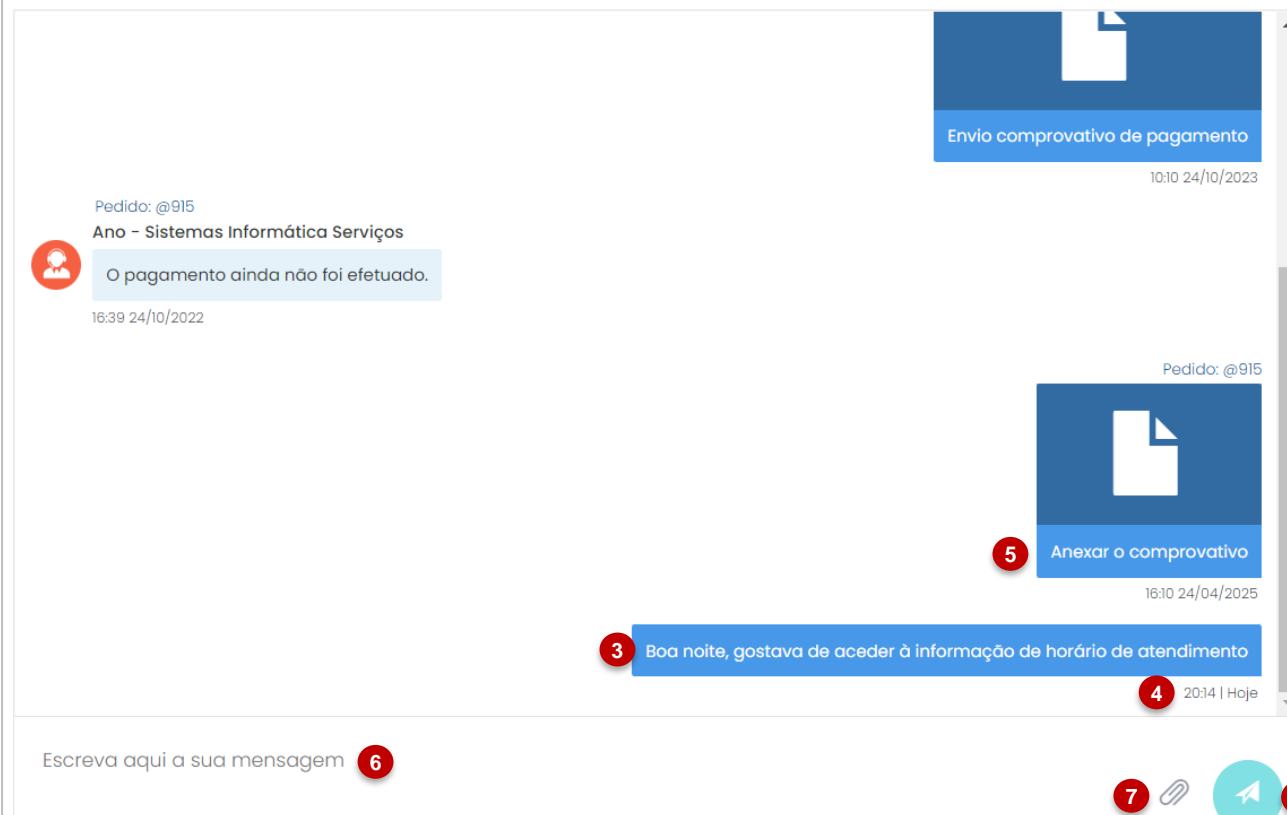 Envio comprovativo de pagamento
10:10 24/10/2023
Pedido: @915
Ano - Sistemas Informática Serviços
O pagamento ainda não foi efetuado.
16:39 24/10/2022
Pedido: @915
5 Anexar o comprovativo
16:10 24/04/2025
3 Boa noite, gostava de aceder à informação de horário de atendimento
4 20:14 | Hoje
Escreva aqui a sua mensagem 6
7